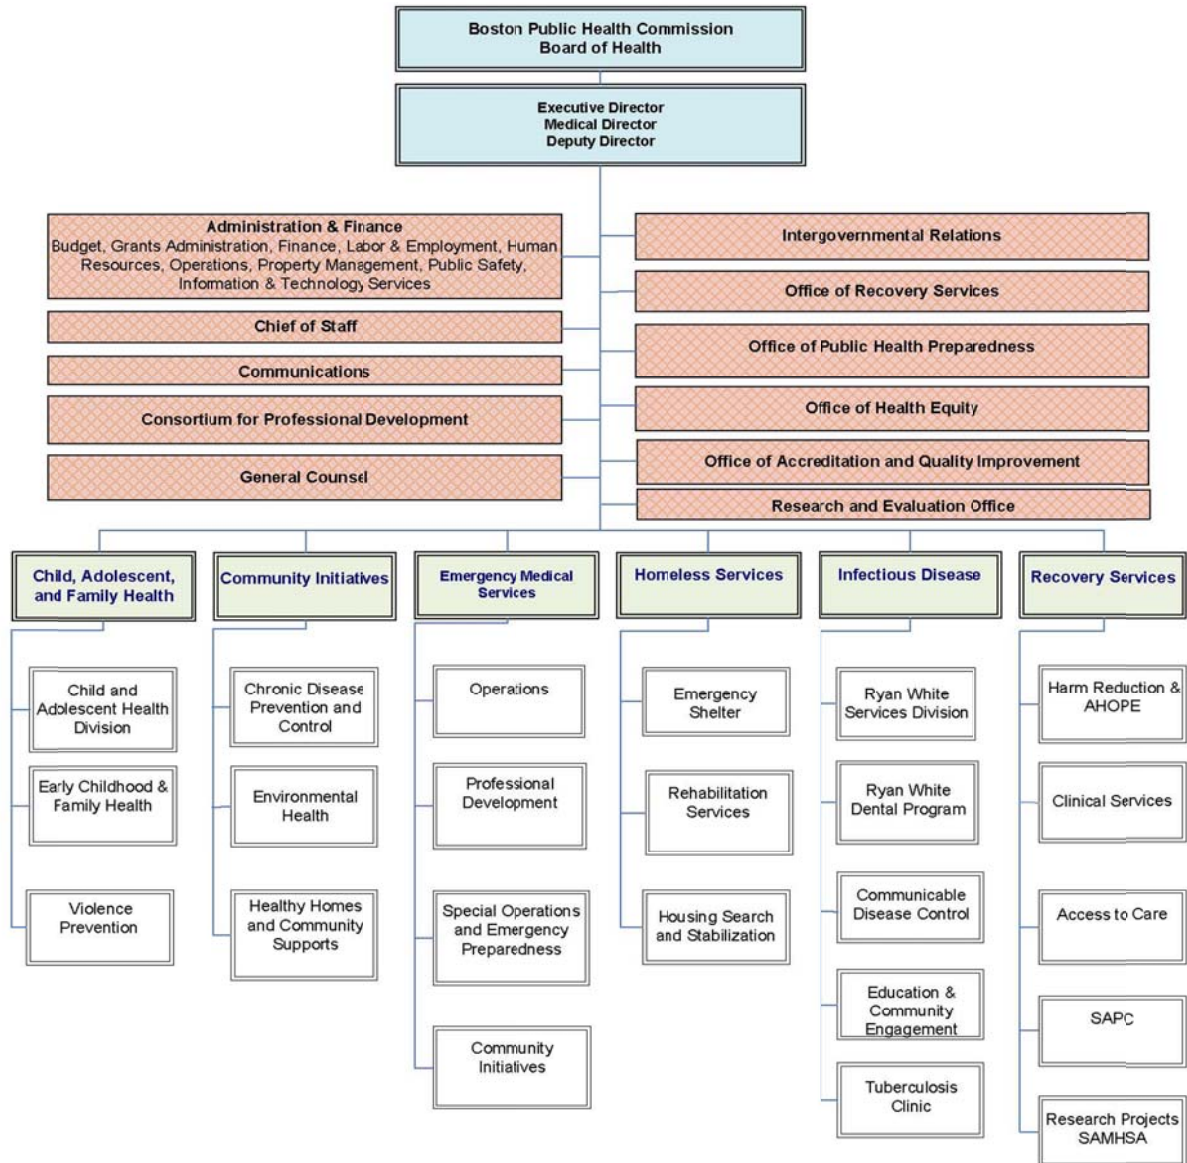 Boston Public Health Commission
Board of Health
Executive Director
Medical Director
Deputy Director
Administration & Finance
Budget, Grants Administration, Finance, Labor & Employment, Human
Resources, Operations, Property Management, Public Safety,
Information & Technology Services
Chief of Staff
Communications
Consortium for Professional Development
General Counsel
Intergovernmental Relations
Office of Recovery Services
Office of Public Health Preparedness
Office of Health Equity
Office of Accreditation and Quality Improvement
Research and Evaluation Office
Child, Adolescent,
and Family Health
Child and
Adolescent Health
Division
Early Childhood &
Family Health
Violence
Prevention
Community Initiatives
Chronic Disease
Prevention and
Control
Environmental
Health
Healthy Homes
and Community
Supports
Emergency Medical
Services
Operations
Professional
Development
Special Operations
and Emergency
Preparedness
Community
Initiatives
Homeless Services
Emergency
Shelter
Rehabilitation
Services
Housing Search
and Stabilization
Infectious Disease
Ryan White
Services Division
Ryan White
Dental Program
Communicable
Disease Control
Education &
Community
Engagement
Tuberculosis
Clinic
Recovery Services
Harm Reduction &
AHOPE
Clinical Services
Access to Care
SAPC
Research Projects
SAMHSA